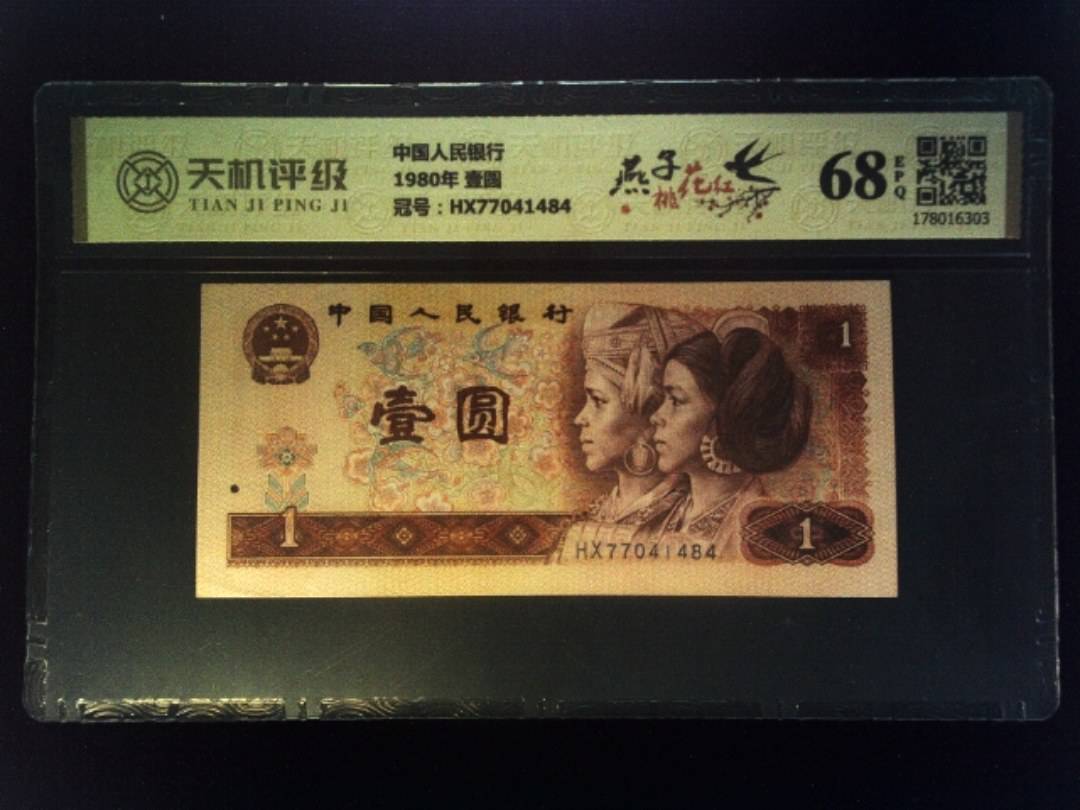 天机评级
TIAN JI PING JI
中国人民银行
1980年 壹圆
冠号：HX77041484
燕子
桃花红
68
EPQ
178016303
中国人民银行
1
壹圆
1
HX77041484
1